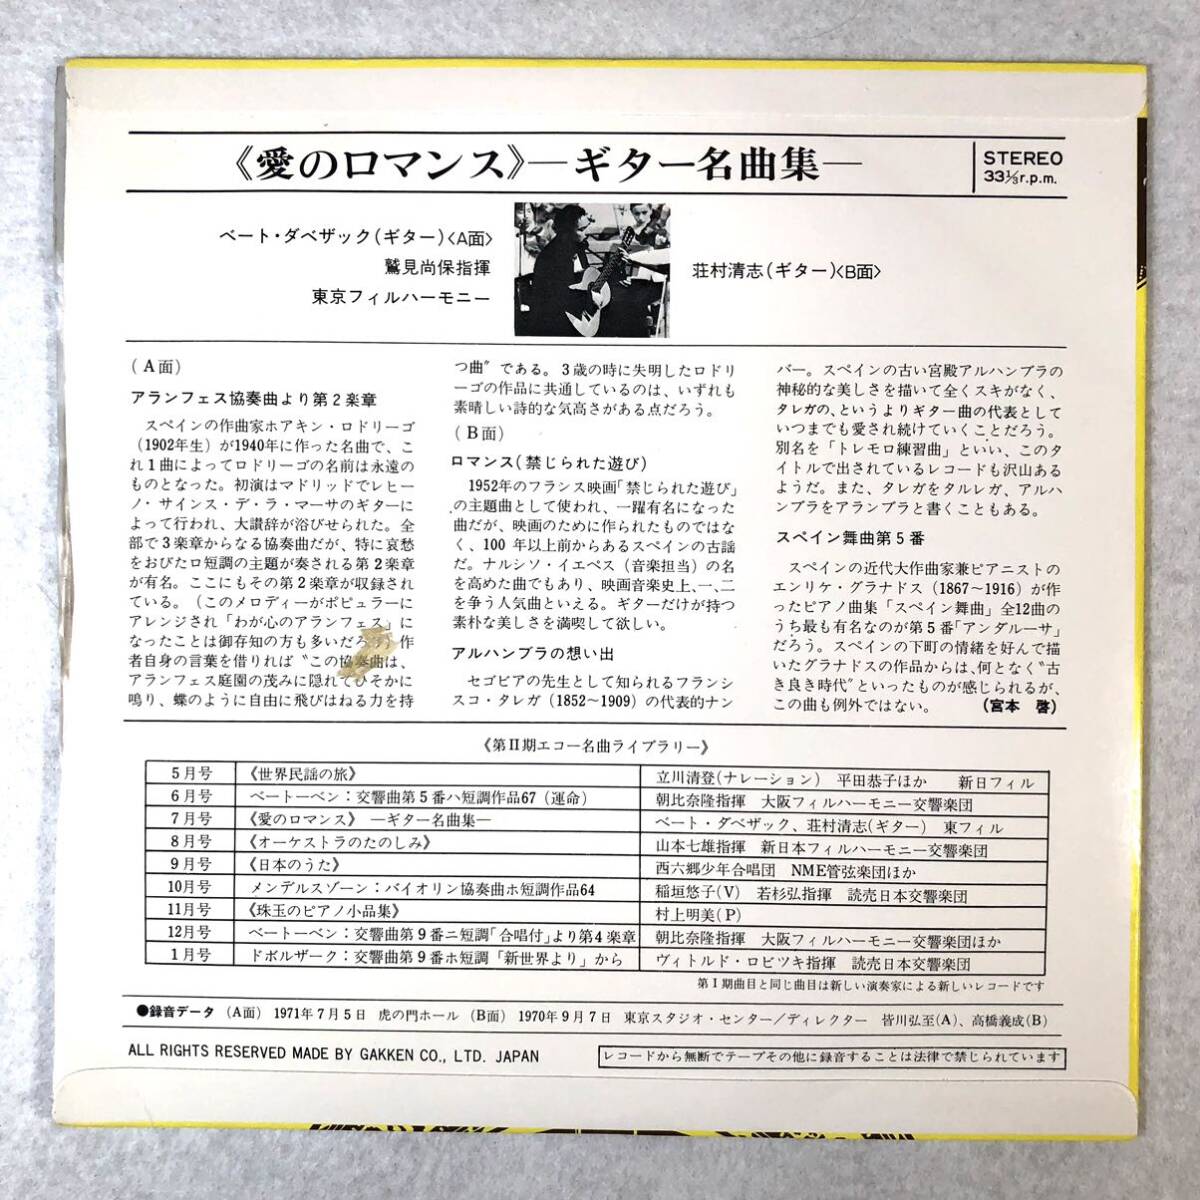 《愛のロマンス》―ギター名曲集―
STEREO
33⅓r.p.m.
ベート・ダベザック(ギター)〈A面〉
鷲見尚保指揮
東京フィルハーモニー
荘村清志(ギター)〈B面〉
(A面)
アランフェス協奏曲より第2楽章
スペインの作曲家ホアキン・ロドリーゴ
(1902年生)が1940年に作った名曲で、こ
れ1曲によってロドリーゴの名前は永遠の
ものとなった。初演はマドリッドでレヒー
ノ・サインス・デ・ラ・マーサのギターに
よって行われ、大讃辞が浴びせられた。全
部で3楽章からなる協奏曲だが、特に哀愁
をおびたロ短調の主題が奏される第2楽章
が有名。ここにもその第2楽章が収録され
ている。(このメロディーがポピュラーに
アレンジされ「わが心のアランフェス」に
なったことは御存知の方も多いだろう)作
者自身の言葉を借りれば〝この協奏曲は、
アランフェス庭園の茂みに隠れてひそかに
鳴り、蝶のように自由に飛びはねる力を持
つ曲〟である。3歳の時に失明したロドリ
ーゴの作品に共通しているのは、いずれも
素晴しい詩的な気高さがある点だろう。
(B面)
ロマンス(禁じられた遊び)
1952年のフランス映画「禁じられた遊び」
の主題曲として使われ、一躍有名になった
曲だが、映画のために作られたものではな
く、100年以上前からあるスペインの古謡
だ。ナルシソ・イエペス(音楽担当)の名
を高めた曲でもあり、映画音楽史上、一、二
を争う人気曲といえる。ギターだけが持つ
素朴な美しさを満喫して欲しい。
アルハンブラの想い出
セゴビアの先生として知られるフランシ
スコ・タレガ(1852～1909)の代表的ナン
バー。スペインの古い宮殿アルハンブラの
神秘的な美しさを描いて全くスキがなく、
タレガの、というよりギター曲の代表として
いつまでも愛され続けていくことだろう。
別名を「トレモロ練習曲」といい、このタ
イトルで出されているレコードも沢山ある
ようだ。また、タレガをタルレガ、アルハ
ンブラをアランブラと書くこともある。
スペイン舞曲第5番
スペインの近代大作曲家兼ピアニストの
エンリケ・グラナドス(1867～1916)が作
ったピアノ曲集「スペイン舞曲」全12曲の
うち最も有名なのが第5番「アンダルーサ」
だろう。スペインの下町の情緒を好んで描
いたグラナドスの作品からは、何となく〝古
き良き時代〟といったものが感じられるが、
この曲も例外ではない。 (宮本 啓)
《第II期エコー名曲ライブラリー》
5月号 《世界民謡の旅》 立川清登(ナレーション) 平田恭子ほか 新日フィル
6月号 ベートーベン:交響曲第5番ハ短調作品67(運命) 朝比奈隆指揮 大阪フィルハーモニー交響楽団
7月号 《愛のロマンス》 ―ギター名曲集― ベート・ダベザック、荘村清志(ギター) 東フィル
8月号 《オーケストラのたのしみ》 山本七雄指揮 新日本フィルハーモニー交響楽団
9月号 《日本のうた》 西六郷少年合唱団 NME管弦楽団ほか
10月号 メンデルスゾーン:バイオリン協奏曲ホ短調作品64 稲垣悠子(V) 若杉弘指揮 読売日本交響楽団
11月号 《珠玉のピアノ小品集》 村上明美(P)
12月号 ベートーベン:交響曲第9番ニ短調「合唱付」より第4楽章 朝比奈隆指揮 大阪フィルハーモニー交響楽団ほか
1月号 ドボルザーク:交響曲第9番ホ短調「新世界より」から ヴィトルド・ロビツキ指揮 読売日本交響楽団
第I期曲目と同じ曲目は新しい演奏家による新しいレコードです
●録音データ (A面) 1971年7月5日 虎の門ホール (B面) 1970年9月7日 東京スタジオ・センター/ディレクター 皆川弘至(A)、高橋義成(B)
ALL RIGHTS RESERVED MADE BY GAKKEN CO., LTD. JAPAN
レコードから無断でテープその他に録音することは法律で禁じられています